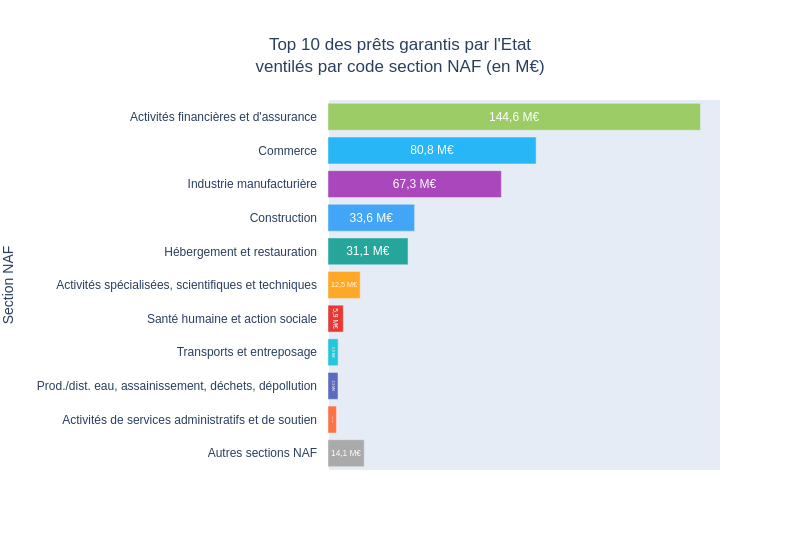 Top 10 des prêts garantis par l'Etat
ventilés par code section NAF (en M€)
Section NAF
Activités financières et d'assurance 144,6 M€
Commerce 80,8 M€
Industrie manufacturière 67,3 M€
Construction 33,6 M€
Hébergement et restauration 31,1 M€
Activités spécialisées, scientifiques et techniques 12,5 M€
Santé humaine et action sociale 5,9 M€
Transports et entreposage
Prod./dist. eau, assainissement, déchets, dépollution
Activités de services administratifs et de soutien
Autres sections NAF 14,1 M€